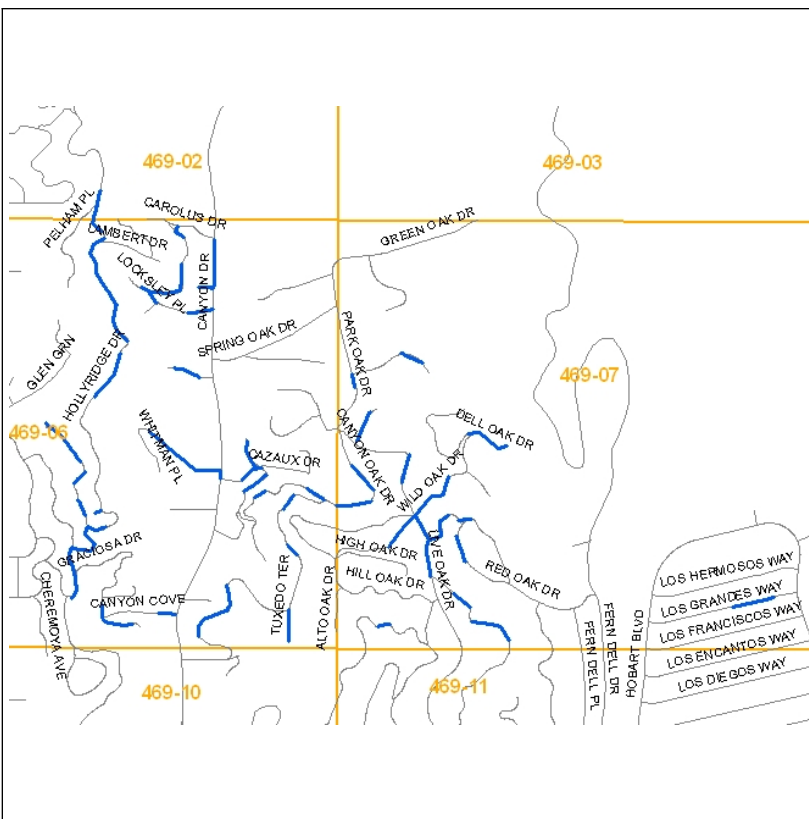 469-02
469-03
PELHAM PL
CAROLUS DR
LAMBERT DR
GREEN OAK DR
LOCKSLEY PL
CANYON DR
SPRING OAK DR
PARK OAK DR
GLEN GRN
HOLLYRIDGE DR
469-07
469-06
WHITMAN PL
CANYON OAK DR
DELL OAK DR
CAZAUX DR
WILD OAK DR
GRACIOSA DR
HIGH OAK DR
LIVE OAK DR
RED OAK DR
HILL OAK DR
CHEREMOYA AVE
CANYON COVE
TUXEDO TER
ALTO OAK DR
FERN DELL PL
FERN DELL DR
HOBART BLVD
LOS HERMOSOS WAY
LOS GRANDES WAY
LOS FRANCISCOS WAY
LOS ENCANTOS WAY
LOS DIEGOS WAY
469-10
469-11